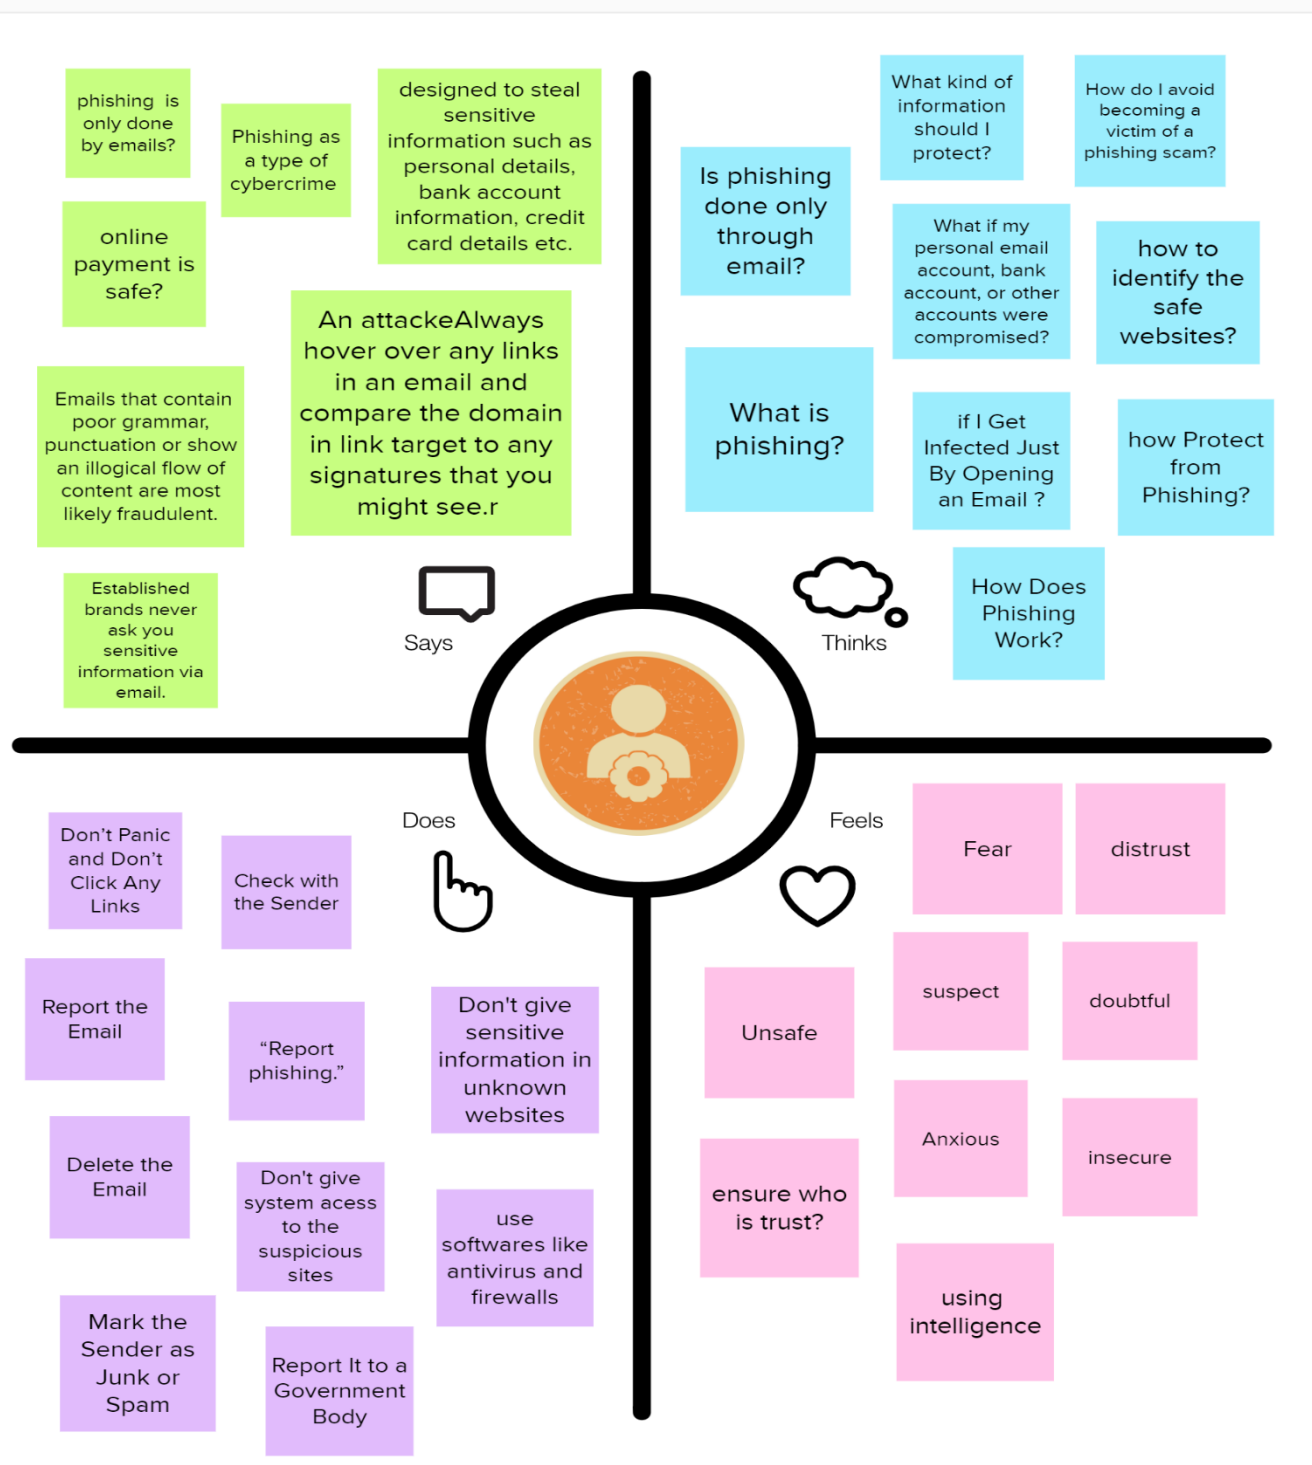 phishing is
only done
by emails?
Phishing as
a type of
cybercrime
designed to steal
sensitive
information such as
personal details,
bank account
information, credit
card details etc.
online
payment is
safe?
An attackeAlways
hover over any links
in an email and
compare the domain
in link target to any
signatures that you
might see.r
Emails that contain
poor grammar,
punctuation or show
an illogical flow of
content are most
likely fraudulent.
Established
brands never
ask you
sensitive
information via
email.
Says
What kind of
information
should I
protect?
How do I avoid
becoming a
victim of a
phishing scam?
Is phishing
done only
through
email?
What if my
personal email
account, bank
account, or other
accounts were
compromised?
how to
identify the
safe
websites?
What is
phishing?
if I Get
Infected Just
By Opening
an Email ?
how Protect
from
Phishing?
How Does
Phishing
Work?
Thinks
Does
Don’t Panic
and Don’t
Click Any
Links
Check with
the Sender
Report the
Email
“Report
phishing.”
Don't give
sensitive
information in
unknown
websites
Delete the
Email
Don't give
system acess
to the
suspicious
sites
use
softwares like
antivirus and
firewalls
Mark the
Sender as
Junk or
Spam
Report It to a
Government
Body
Feels
Fear
distrust
suspect
doubtful
Unsafe
Anxious
insecure
ensure who
is trust?
using
intelligence